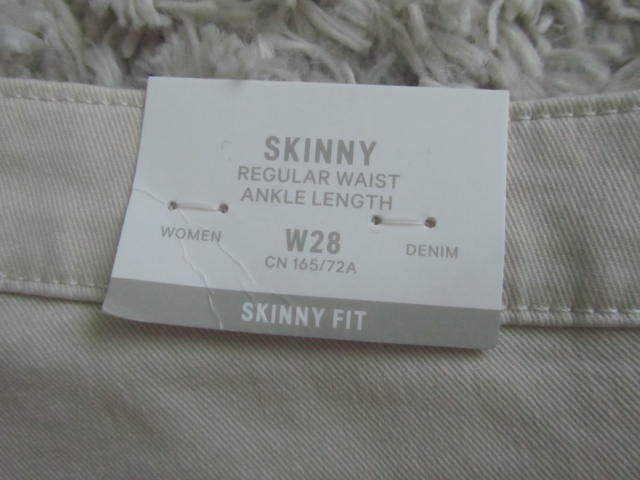 SKINNY
REGULAR WAIST
ANKLE LENGTH
WOMEN
W28
DENIM
CN 165/72A
SKINNY FIT